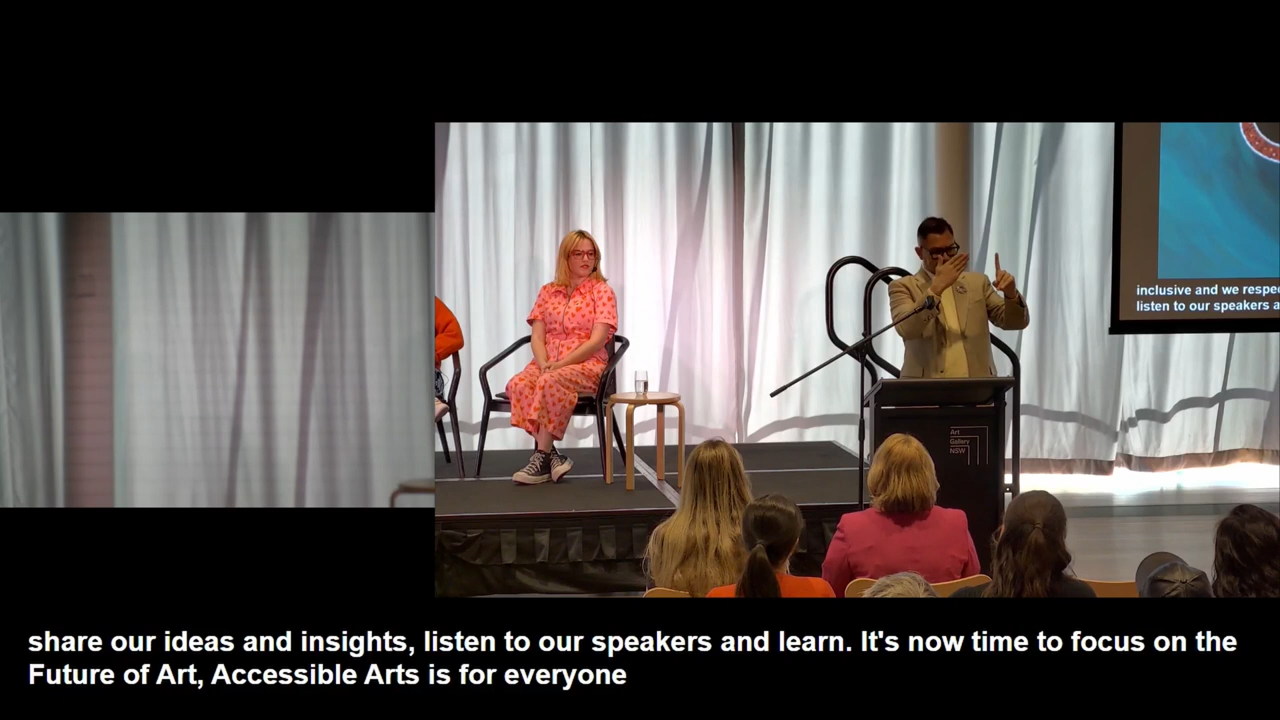 inclusive and we respec
listen to our speakers a
Art
Gallery
NSW
share our ideas and insights, listen to our speakers and learn. It's now time to focus on the
Future of Art, Accessible Arts is for everyone